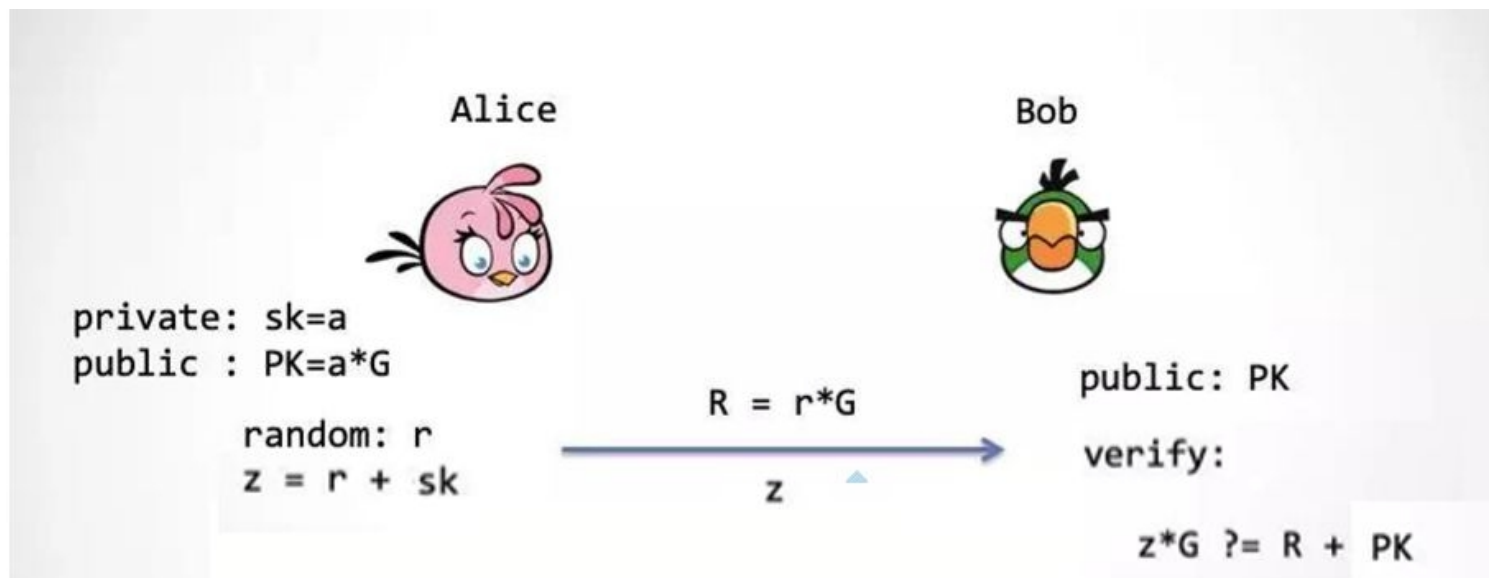 Alice
Bob
private: sk=a
public : PK=a*G
random: r
z = r + sk
R = r*G
z
public: PK
verify:
z*G ?= R + PK